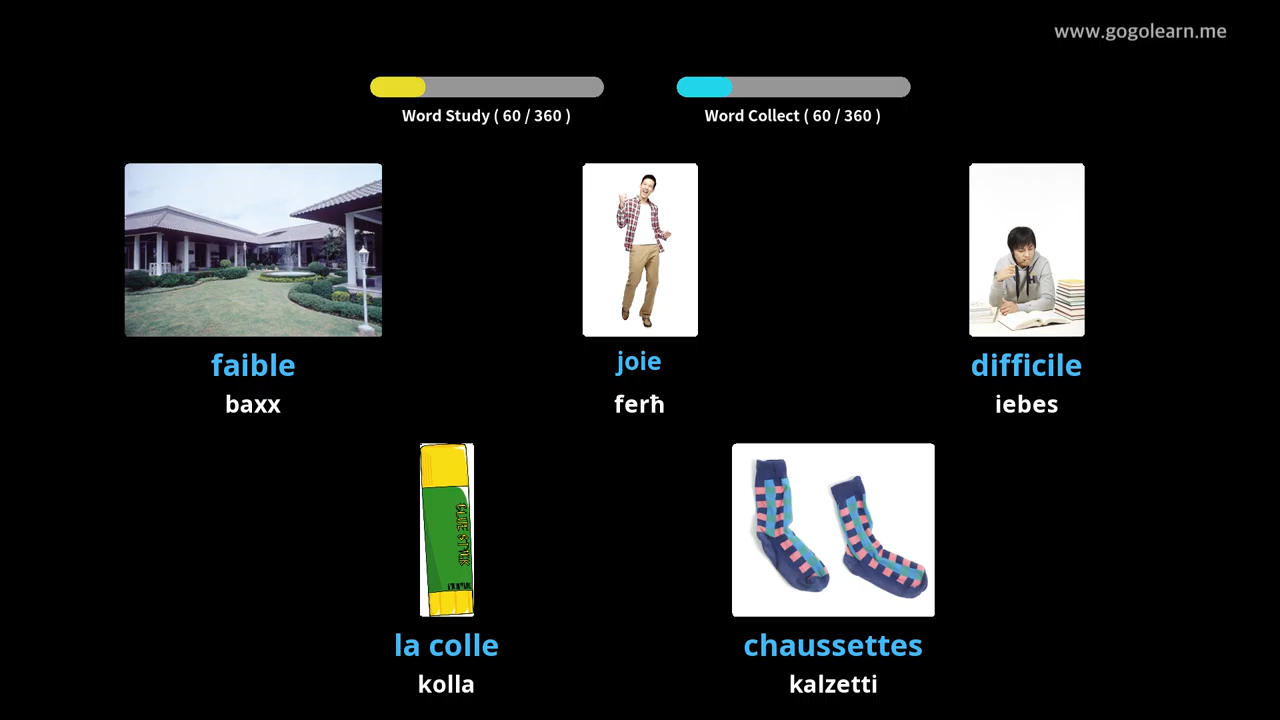 www.gogolearn.me
Word Study ( 60 / 360 )
Word Collect ( 60 / 360 )
faible
joie
difficile
baxx
ferħ
iebes
la colle
chaussettes
kolla
kalzetti